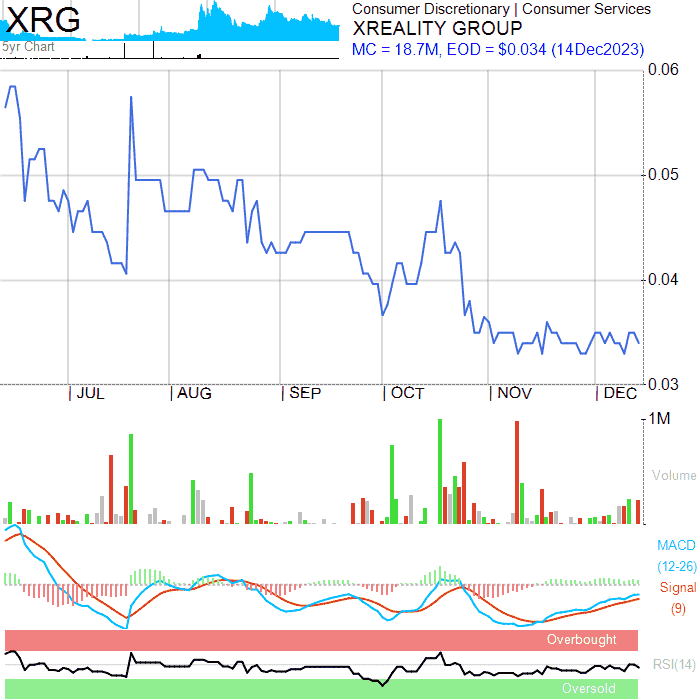 XRG
5yr Chart
Consumer Discretionary | Consumer Services
XREALITY GROUP
MC = 18.7M, EOD = $0.034 (14Dec2023)
0.06
0.05
0.04
0.03
JUL
AUG
SEP
OCT
NOV
DEC
1M
Volume
MACD
(12-26)
Signal
(9)
Overbought
RSI(14)
Oversold